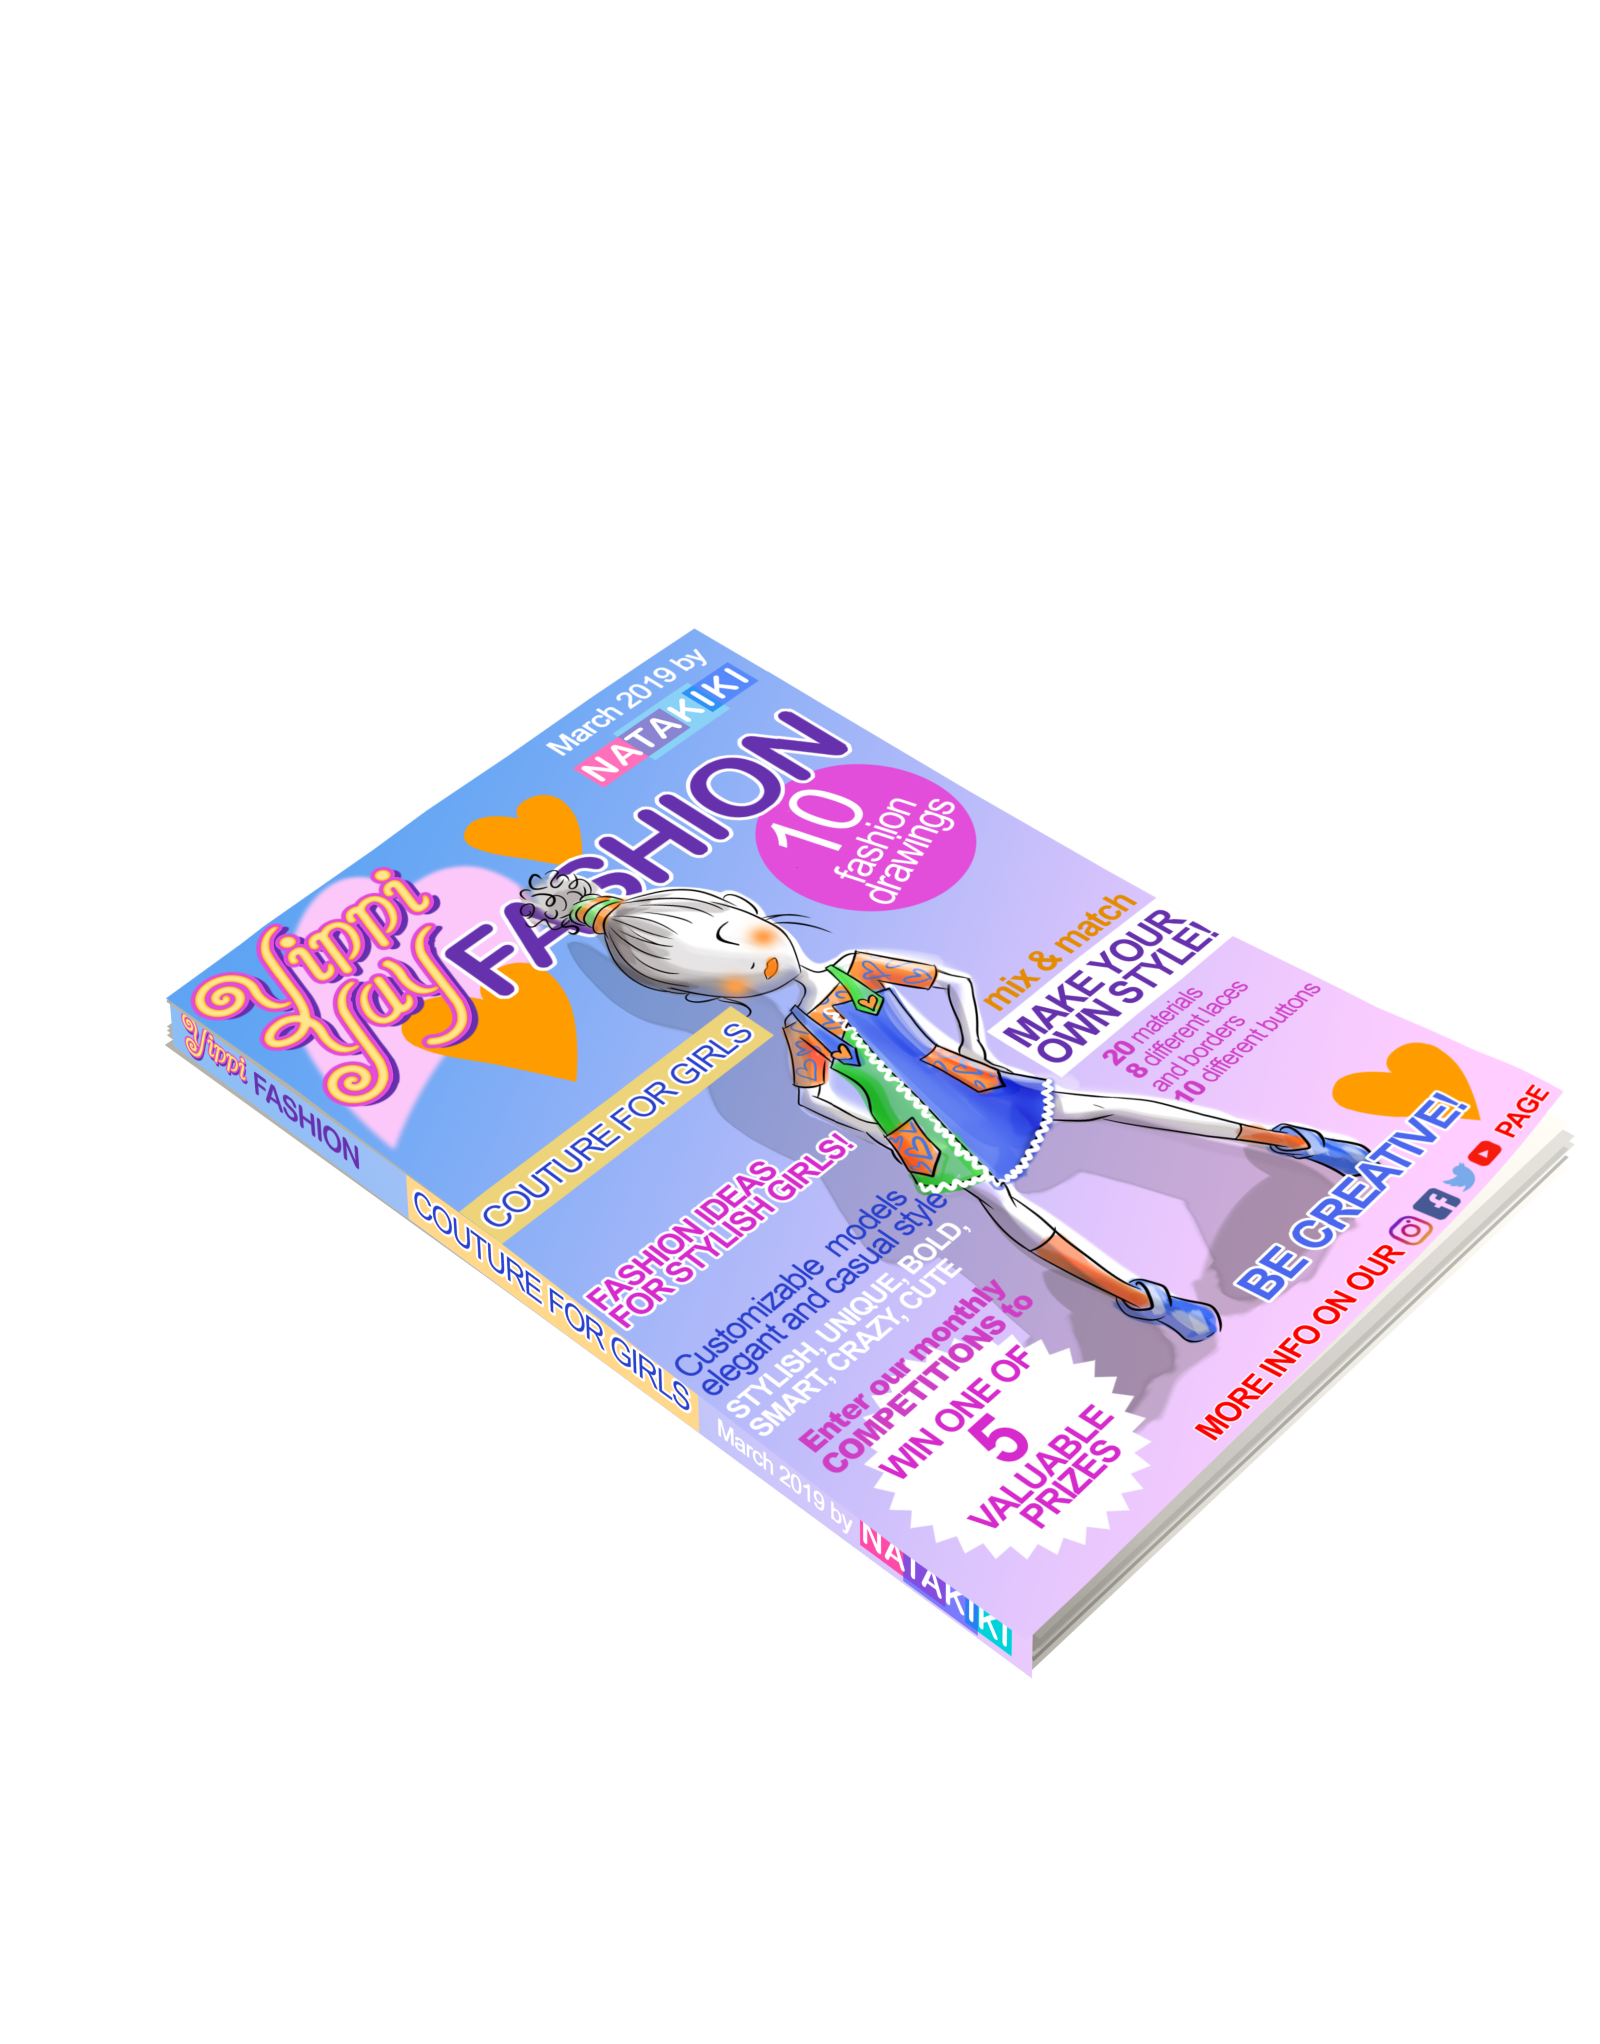 March 2019 by
NATAKIKI
Yippi
Yay
FASHION
10
fashion
drawings
COUTURE FOR GIRLS
mix & match
MAKE YOUR
OWN STYLE!
20 materials
8 different laces
and borders
10 different buttons
FASHION IDEAS
FOR STYLISH GIRLS!
Customizable models
elegant and casual style
STYLISH, UNIQUE, BOLD,
SMART, CRAZY, CUTE
Enter our monthly
COMPETITIONS to
WIN ONE OF
5
VALUABLE
PRIZES
BE CREATIVE!
MORE INFO ON OUR PAGE
Yippi FASHION COUTURE FOR GIRLS March 2019 by NATAKIKI